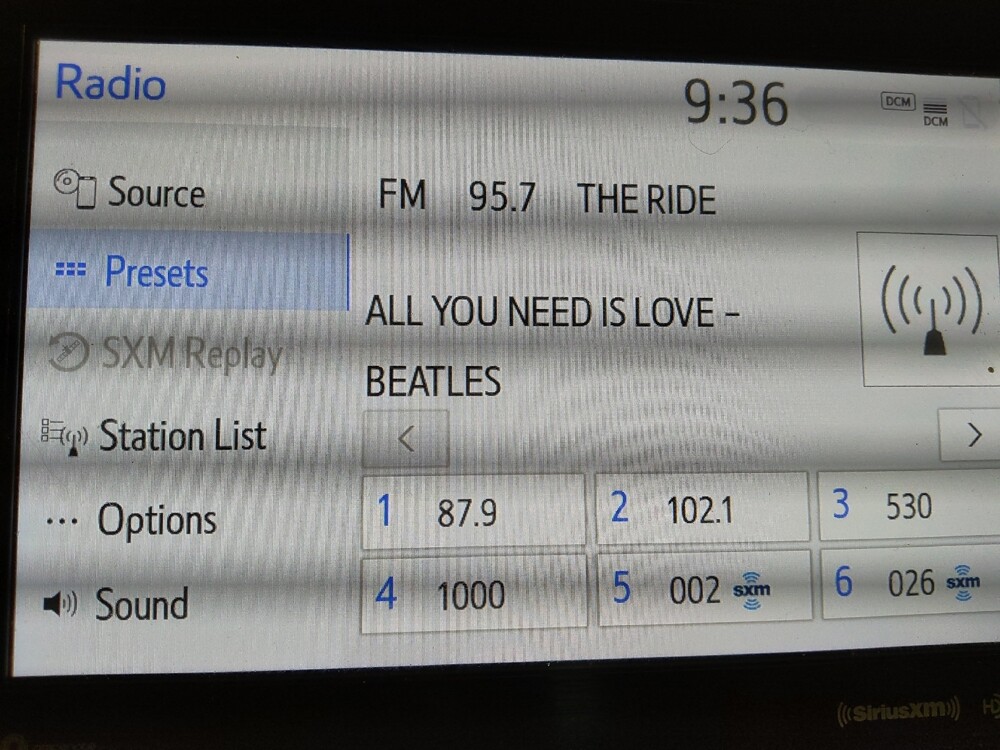 Radio
9:36
DCM
DCM
Source
FM 95.7 THE RIDE
Presets
ALL YOU NEED IS LOVE –
SXM Replay
BEATLES
Station List
<
>
1 87.9
2 102.1
3 530
Options
4 1000
5 002 sxm
6 026 sxm
Sound
((SiriusXM))